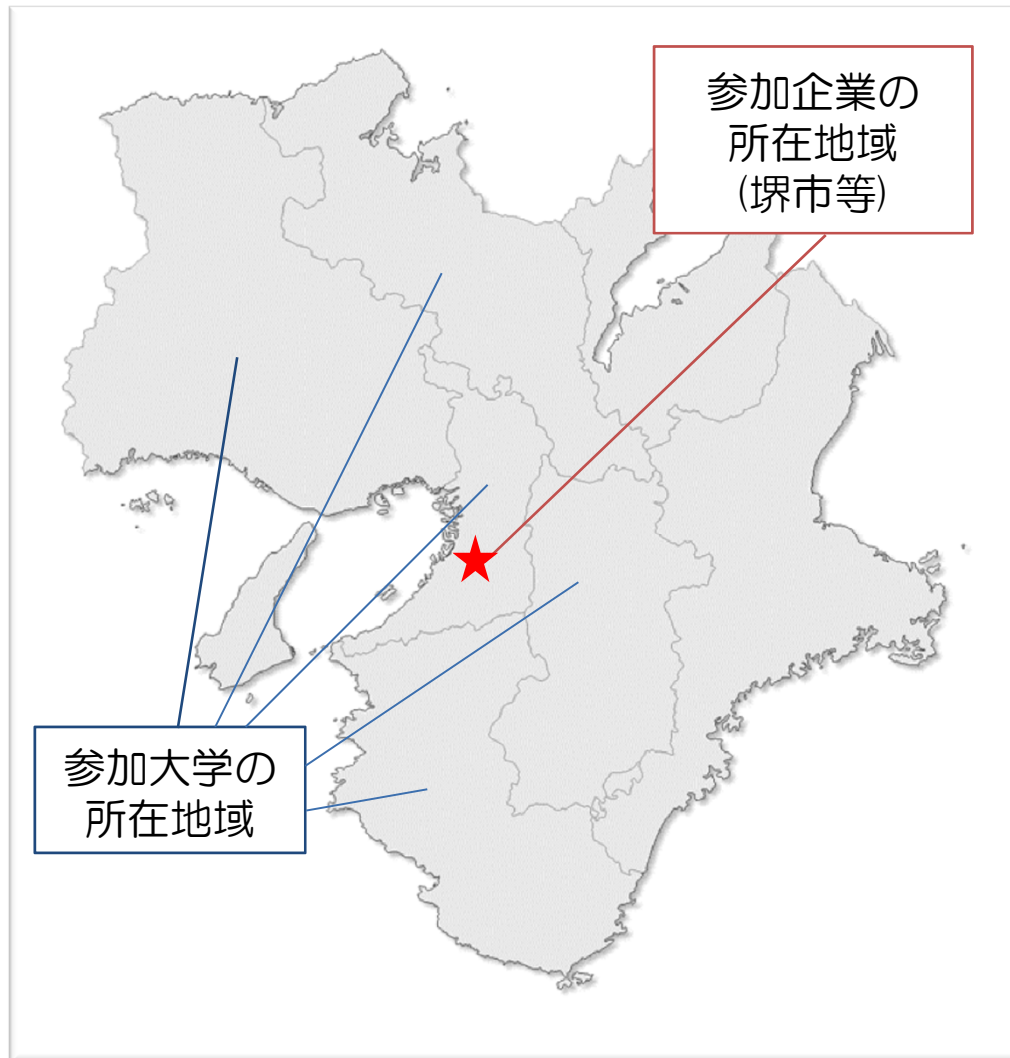 参加企業の
所在地域
(堺市等)
参加大学の
所在地域